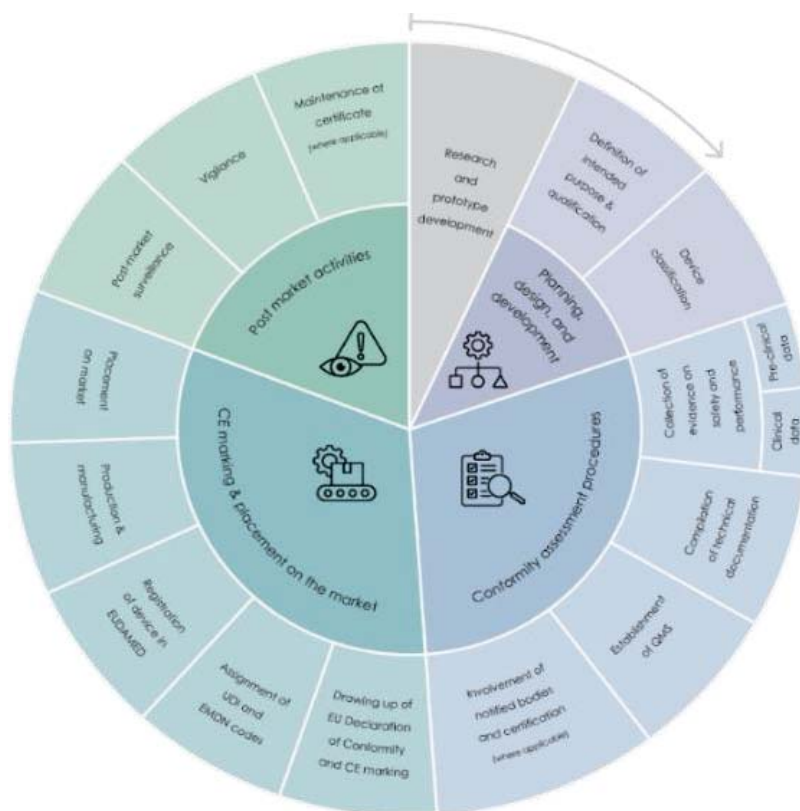 Research
and
prototype
development
Planning,
design, and
development
Definition of
intended
purpose &
qualification
Device
classification
Conformity assessment procedures
Collection of
evidence on
safety and
performance
Pre-clinical
data
Clinical
data
Compilation
of technical
documentation
Establishment
of QMS
Involvement of
notified bodies
and certification
(where applicable)
CE marking & placement on the market
Drawing up of
EU Declaration
of Conformity
and CE marking
Assignment of
UDI and
EMDN codes
Registration
of device in
EUDAMED
Production &
manufacturing
Placement
on market
Post market activities
Post-market
surveillance
Vigilance
Maintenance of
certificate
(where applicable)